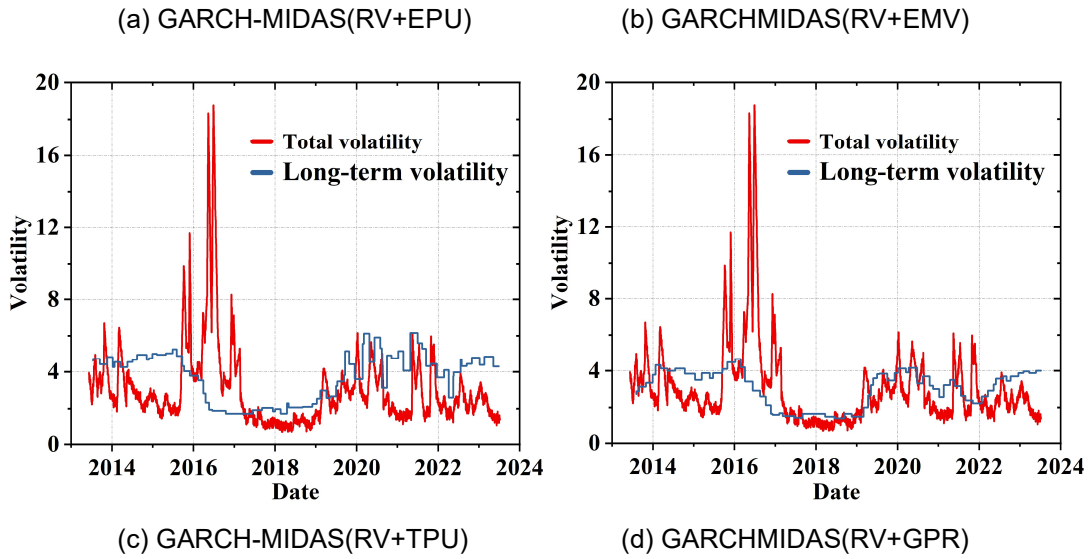 (a) GARCH-MIDAS(RV+EPU)
(b) GARCHMIDAS(RV+EMV)
20
16
12
8
4
0
Volatility
Total volatility
Long-term volatility
2014 2016 2018 2020 2022 2024
Date
20
16
12
8
4
0
Volatility
Total volatility
Long-term volatility
2014 2016 2018 2020 2022 2024
Date
(c) GARCH-MIDAS(RV+TPU)
(d) GARCHMIDAS(RV+GPR)